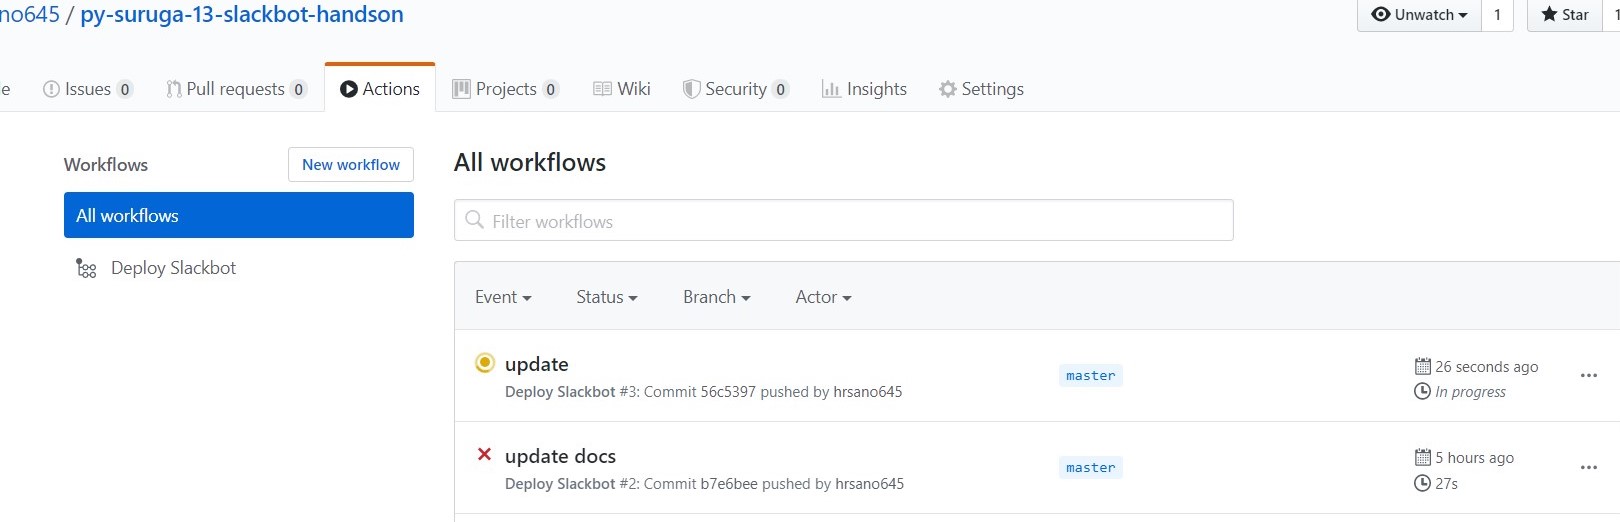 no645 / py-suruga-13-slackbot-handson
Unwatch 1 Star 1
e Issues 0 Pull requests 0 Actions Projects 0 Wiki Security 0 Insights Settings
Workflows New workflow
All workflows
Deploy Slackbot
All workflows
Filter workflows
Event Status Branch Actor
update
Deploy Slackbot #3: Commit 56c5397 pushed by hrsano645
master
26 seconds ago
In progress
update docs
Deploy Slackbot #2: Commit b7e6bee pushed by hrsano645
master
5 hours ago
27s